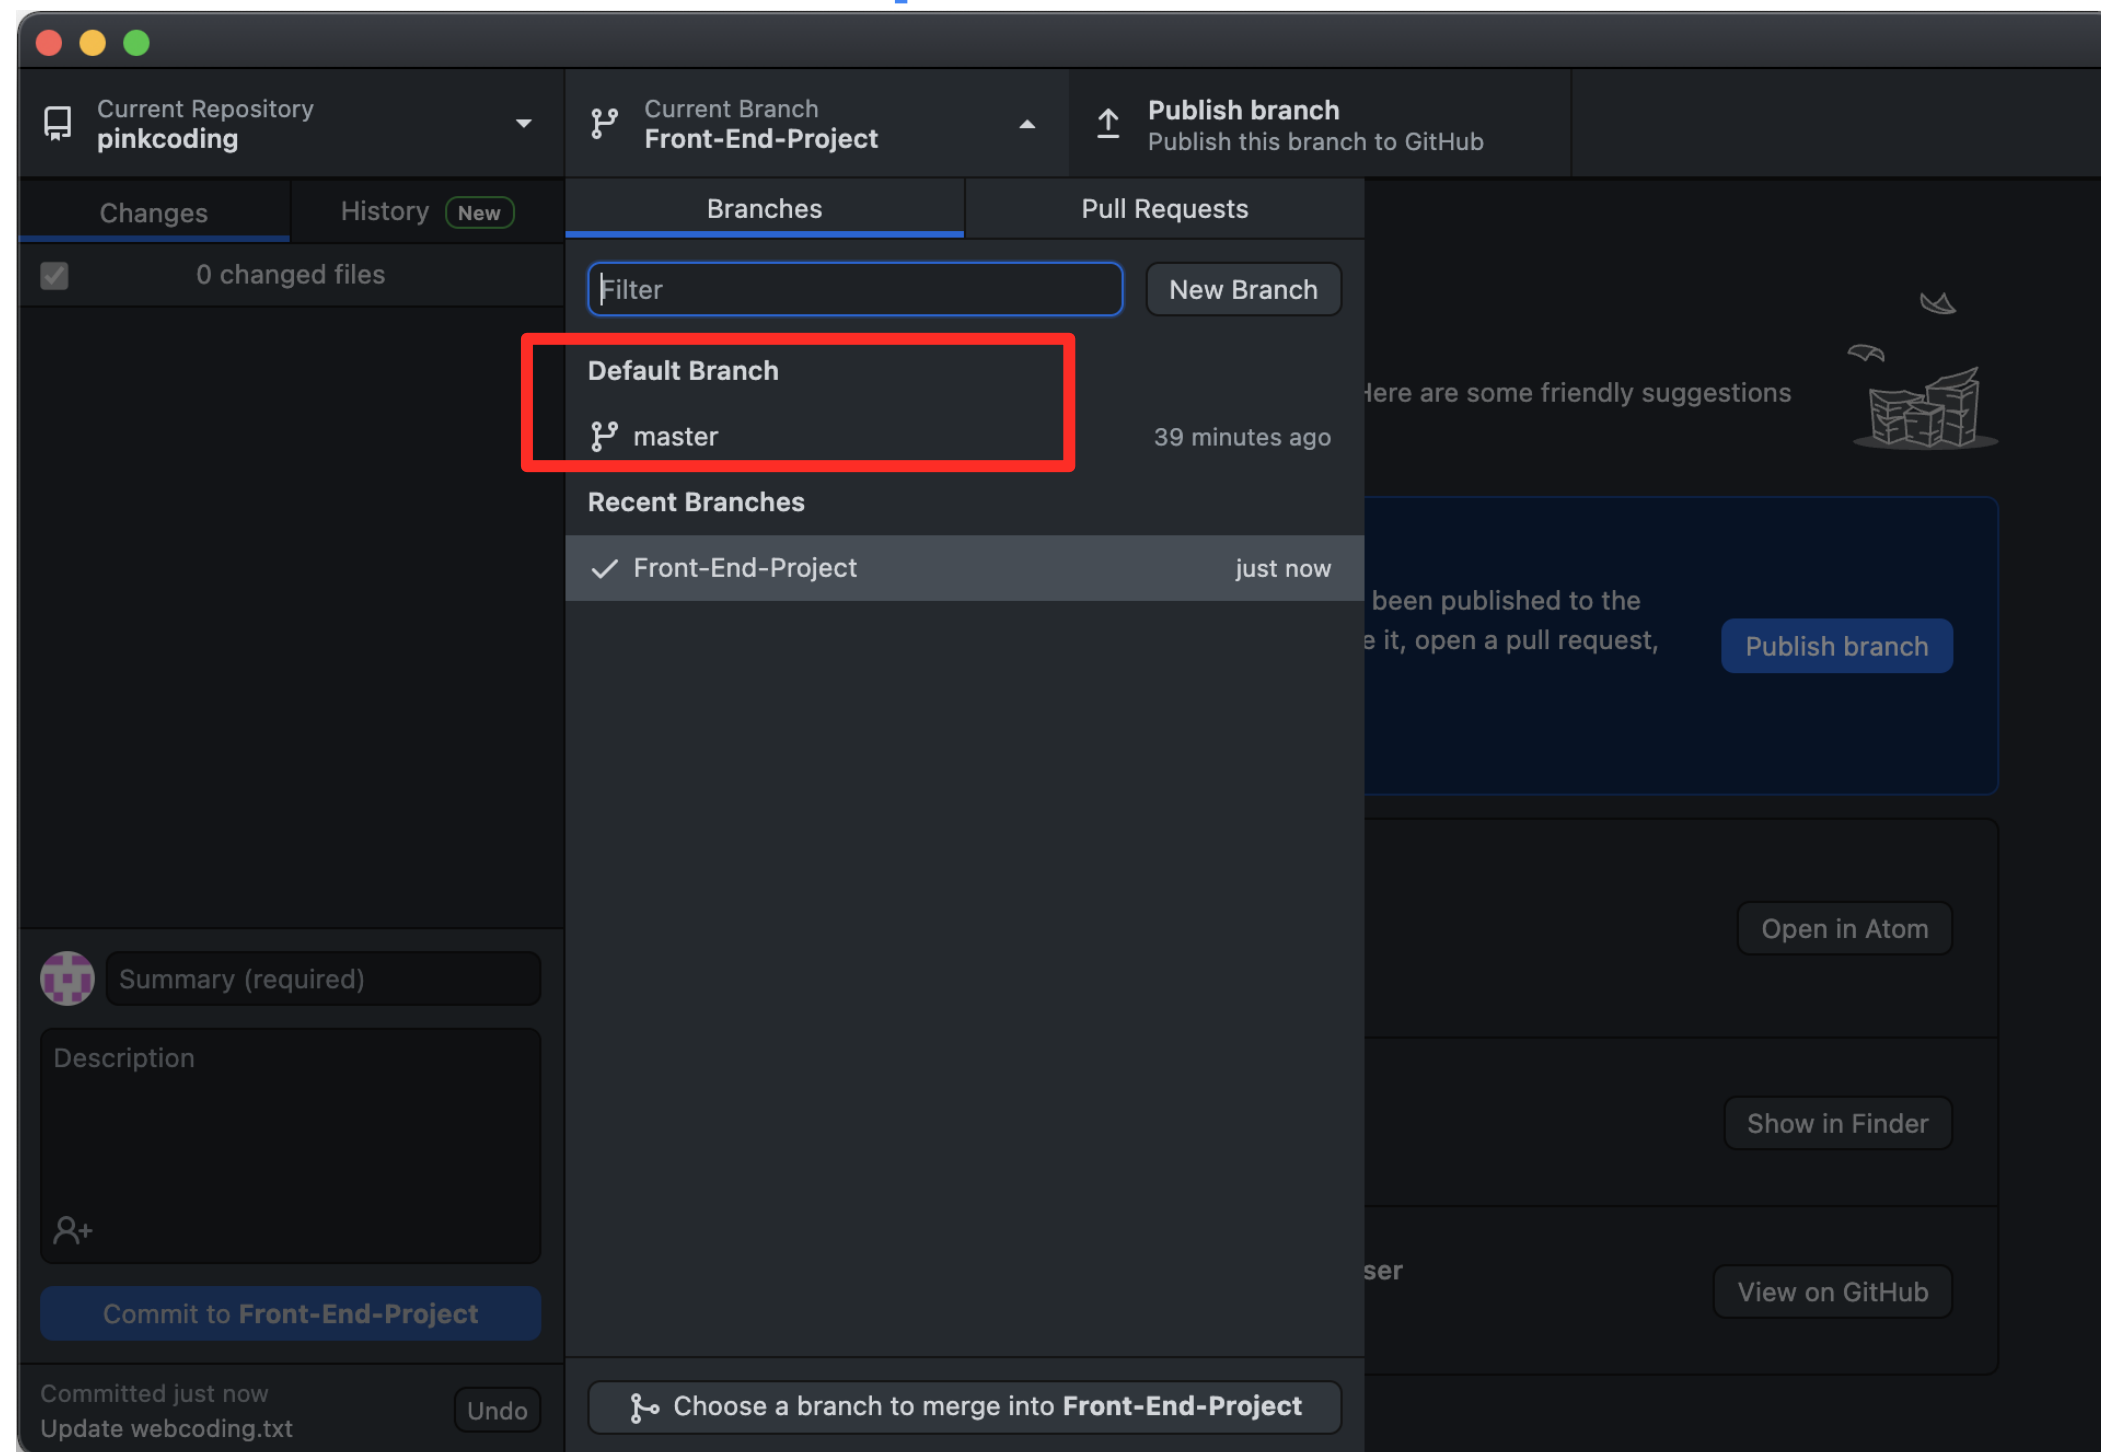 Current Repository
pinkcoding
Current Branch
Front-End-Project
Publish branch
Publish this branch to GitHub
Changes
History New
Branches
Pull Requests
0 changed files
Filter
New Branch
Default Branch
master
39 minutes ago
Recent Branches
Front-End-Project
just now
Here are some friendly suggestions
been published to the
e it, open a pull request,
Publish branch
Open in Atom
Show in Finder
ser
View on GitHub
Summary (required)
Description
Commit to Front-End-Project
Committed just now
Update webcoding.txt
Undo
Choose a branch to merge into Front-End-Project